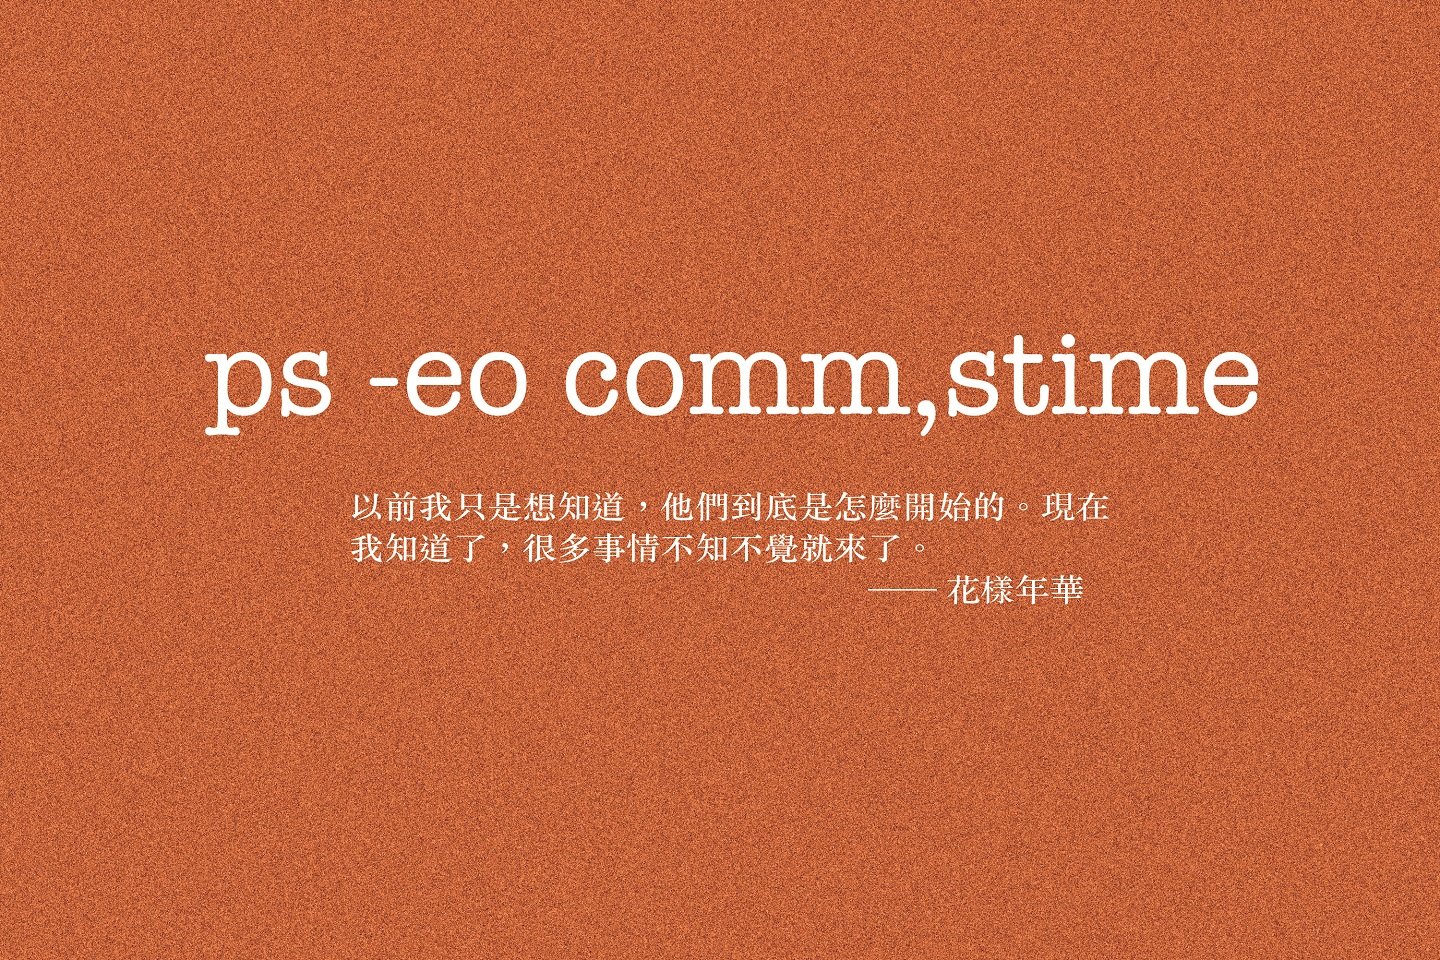 ps -eo comm,stime
以前我只是想知道，他們到底是怎麼開始的。現在
我知道了，很多事情不知不覺就來了。
—— 花樣年華